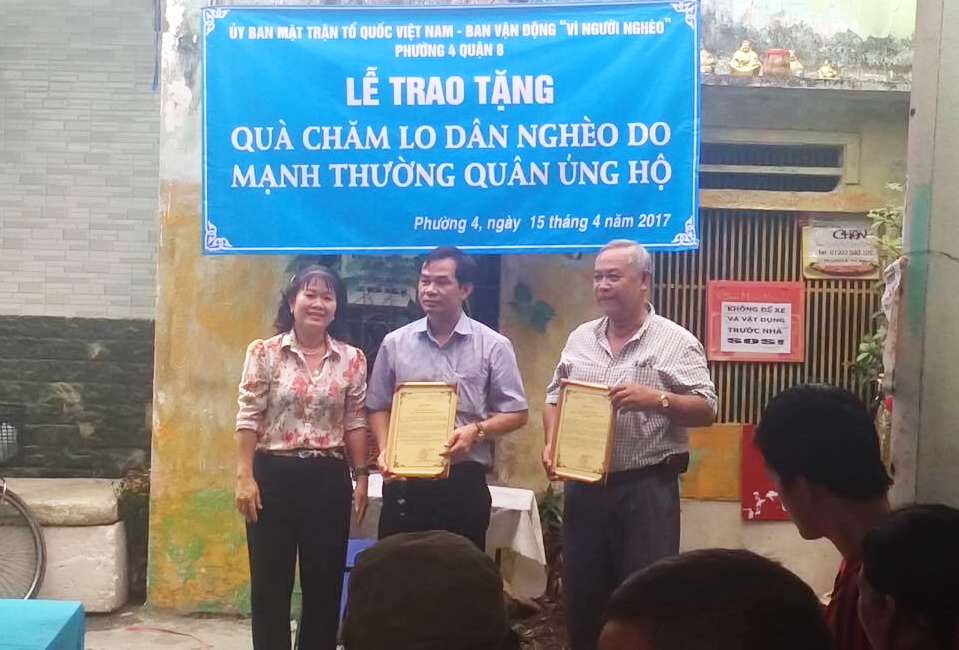 ỦY BAN MẶT TRẬN TỔ QUỐC VIỆT NAM - BAN VẬN ĐỘNG "VÌ NGƯỜI NGHÈO"
PHƯỜNG 4 QUẬN 8
LỄ TRAO TẶNG
QUÀ CHĂM LO DÂN NGHÈO DO
MẠNH THƯỜNG QUÂN ỦNG HỘ
Phường 4, ngày 15 tháng 4 năm 2017
KHÔNG ĐỂ XE
VÀ VẬT DỤNG
TRƯỚC NHÀ
SOS!